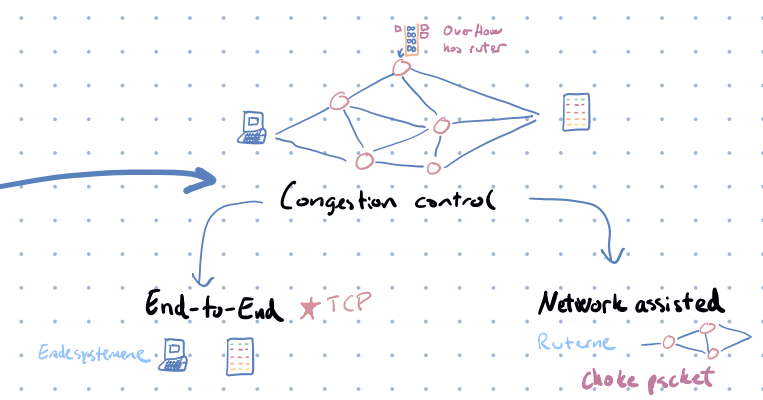 Overflow
hos ruter
Congestion control
End-to-End ★ TCP
Network assisted
Endesystemene
Ruterne
Choke packet